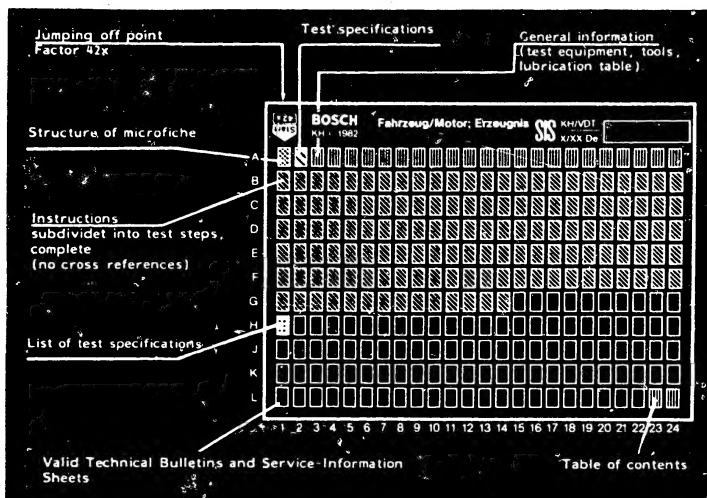 Jumping off point
Factor 42x
Test specifications
General information
(test equipment, tools,
lubrication table)
BOSCH
KH - 1982
Fahrzeug/Motor; Erzeugnis
SIS
KH/VDT
X/XX De
Structure of microfiche
A
B
C
D
E
F
G
H
J
K
L
Instructions
subdividet into test steps,
complete
(no cross references)
List of test specifications
1 2 3 4 5 6 7 8 9 10 11 12 13 14 15 16 17 18 19 20 21 22 23 24
Valid Technical Bulletins and Service-Information
Sheets
Table of contents